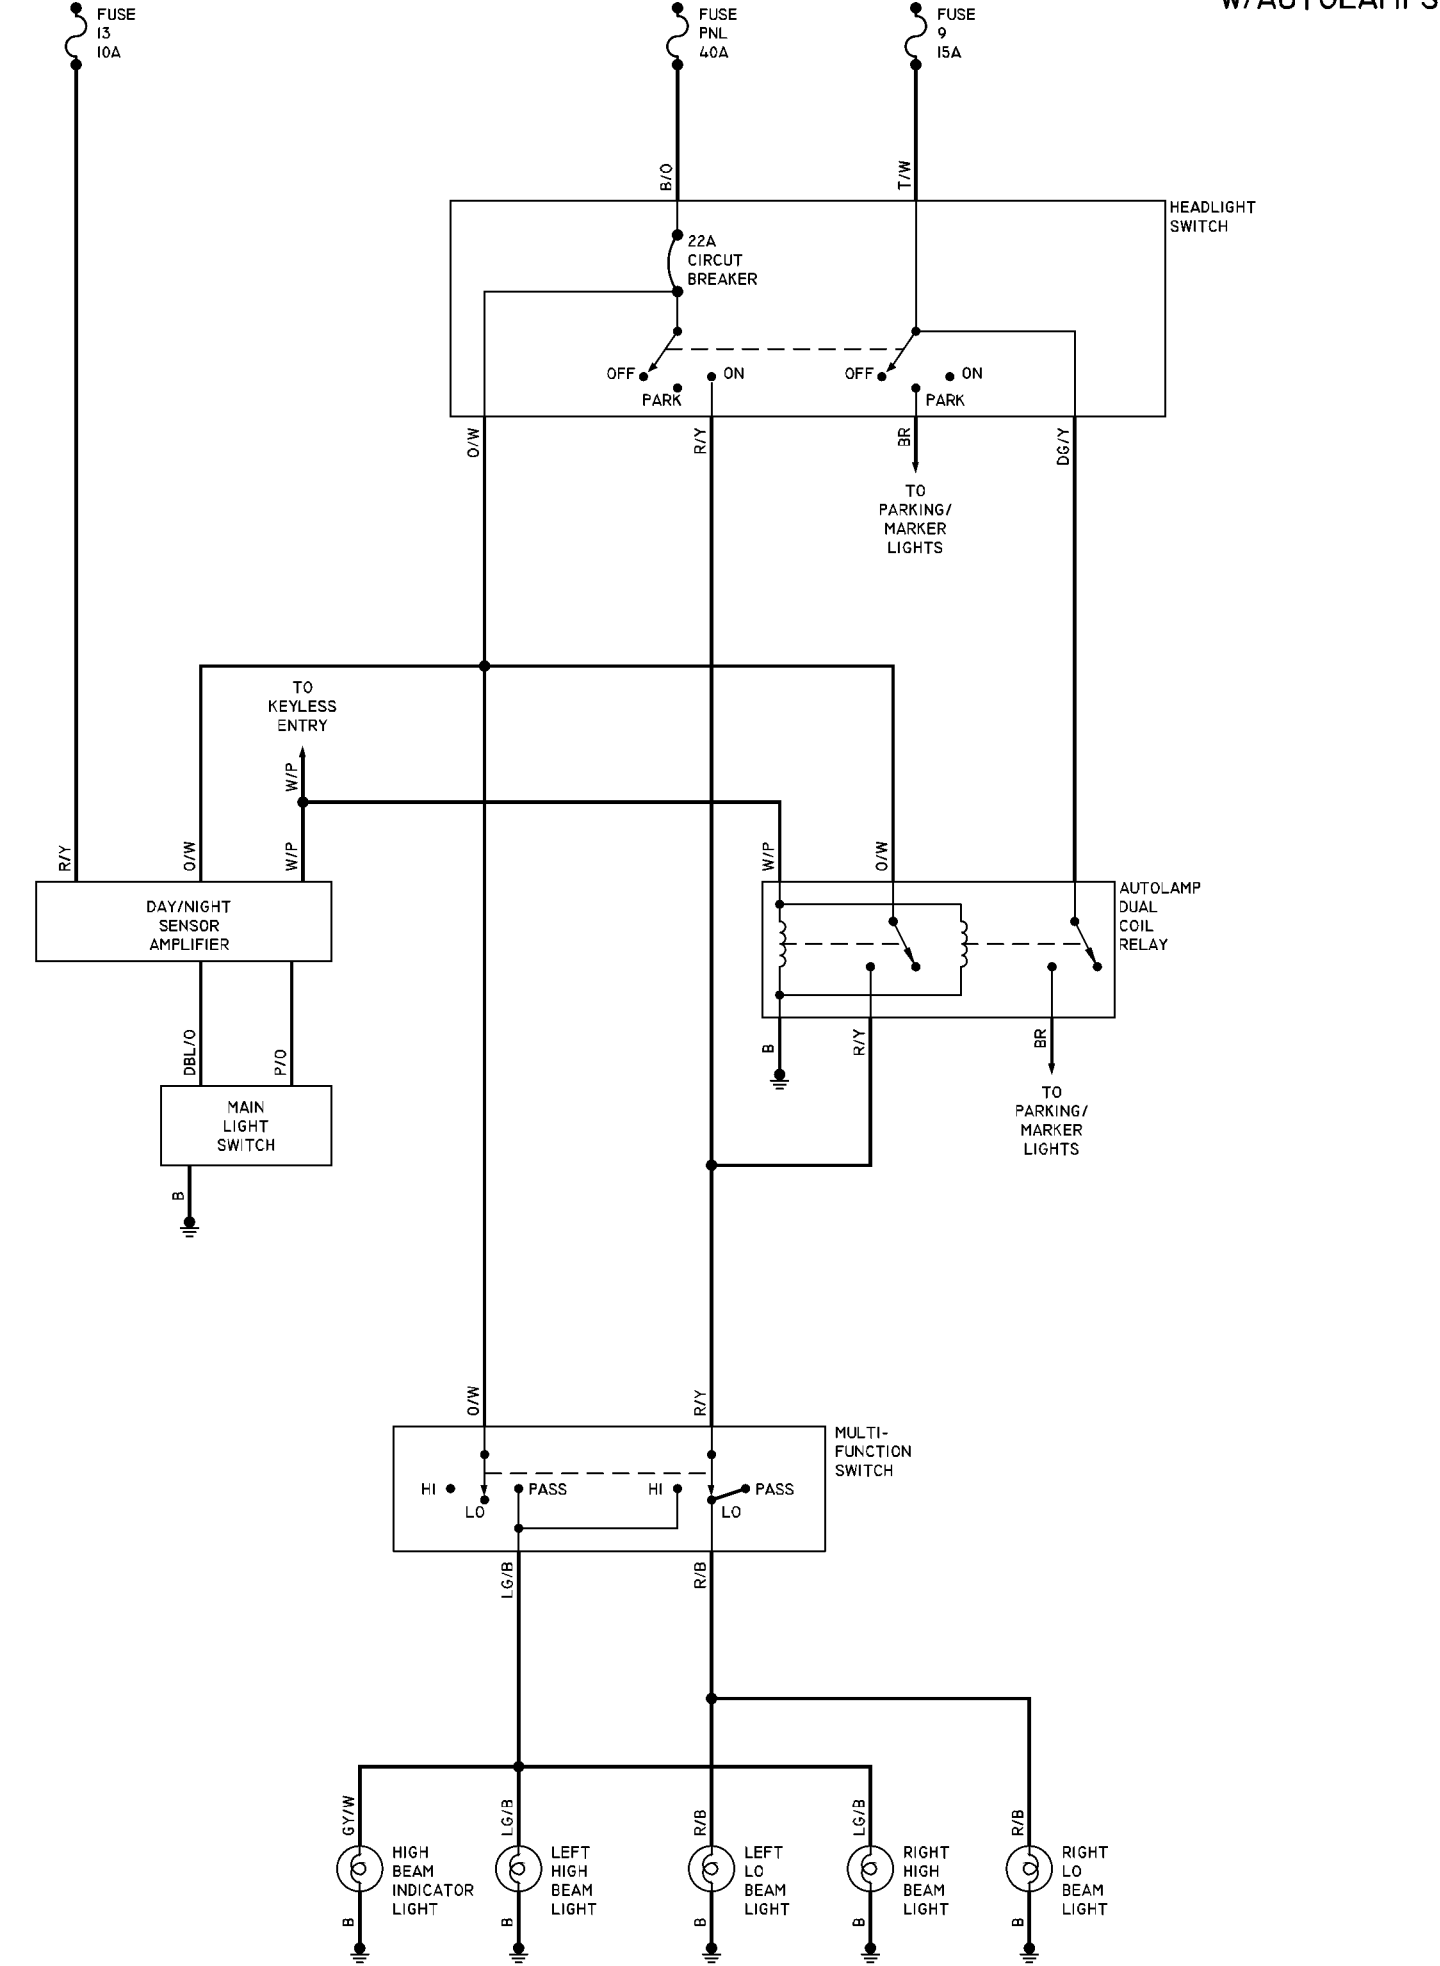 W/AUTOLAMPS
FUSE
13
10A
FUSE
PNL
40A
FUSE
9
15A
B/O
T/W
HEADLIGHT
SWITCH
22A
CIRCUT
BREAKER
OFF
ON
PARK
OFF
ON
PARK
O/W
R/Y
BR
DG/Y
TO
PARKING/
MARKER
LIGHTS
TO
KEYLESS
ENTRY
W/P
R/Y
O/W
W/P
W/P
O/W
DAY/NIGHT
SENSOR
AMPLIFIER
AUTOLAMP
DUAL
COIL
RELAY
DBL/O
P/O
B
R/Y
BR
MAIN
LIGHT
SWITCH
TO
PARKING/
MARKER
LIGHTS
B
O/W
R/Y
MULTI-
FUNCTION
SWITCH
HI
LO
PASS
HI
LO
PASS
LG/B
R/B
GY/W
LG/B
R/B
LG/B
R/B
HIGH
BEAM
INDICATOR
LIGHT
LEFT
HIGH
BEAM
LIGHT
LEFT
LO
BEAM
LIGHT
RIGHT
HIGH
BEAM
LIGHT
RIGHT
LO
BEAM
LIGHT
B
B
B
B
B